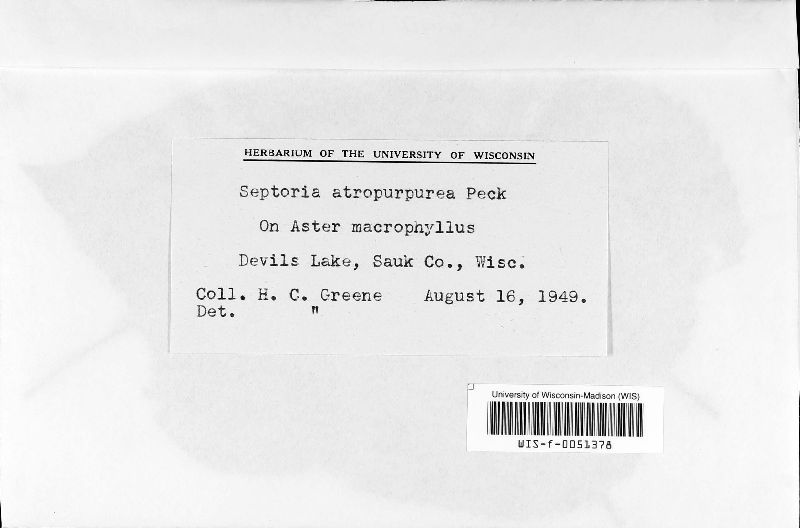 HERBARIUM OF THE UNIVERSITY OF WISCONSIN
Septoria atropurpurea Peck
On Aster macrophyllus
Devils Lake, Sauk Co., Wisc.
Coll. H. C. Greene August 16, 1949.
Det. "
University of Wisconsin-Madison (WIS)
WIS-f-0051378